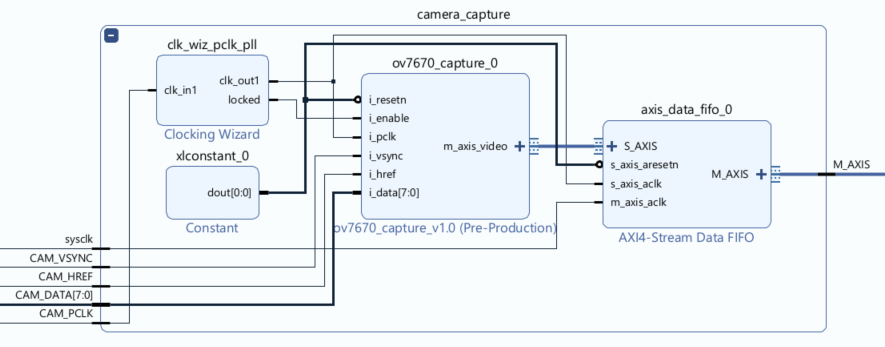 camera_capture
clk_wiz_pclk_pll
clk_in1
clk_out1
locked
Clocking Wizard
xlconstant_0
dout[0:0]
Constant
ov7670_capture_0
i_resetn
i_enable
i_pclk
i_vsync
i_href
i_data[7:0]
m_axis_video
ov7670_capture_v1.0 (Pre-Production)
axis_data_fifo_0
S_AXIS
s_axis_aresetn
s_axis_aclk
m_axis_aclk
M_AXIS
AXI4-Stream Data FIFO
M_AXIS
sysclk
CAM_VSYNC
CAM_HREF
CAM_DATA[7:0]
CAM_PCLK